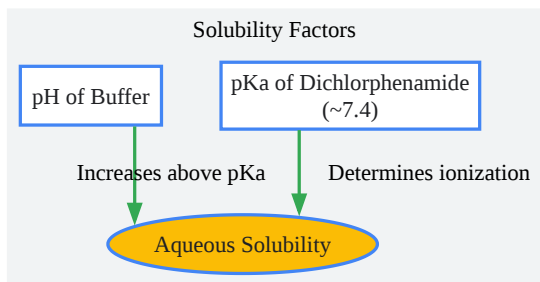 Solubility Factors
pH of Buffer
pKa of Dichlorphenamide
(~7.4)
Increases above pKa
Determines ionization
Aqueous Solubility